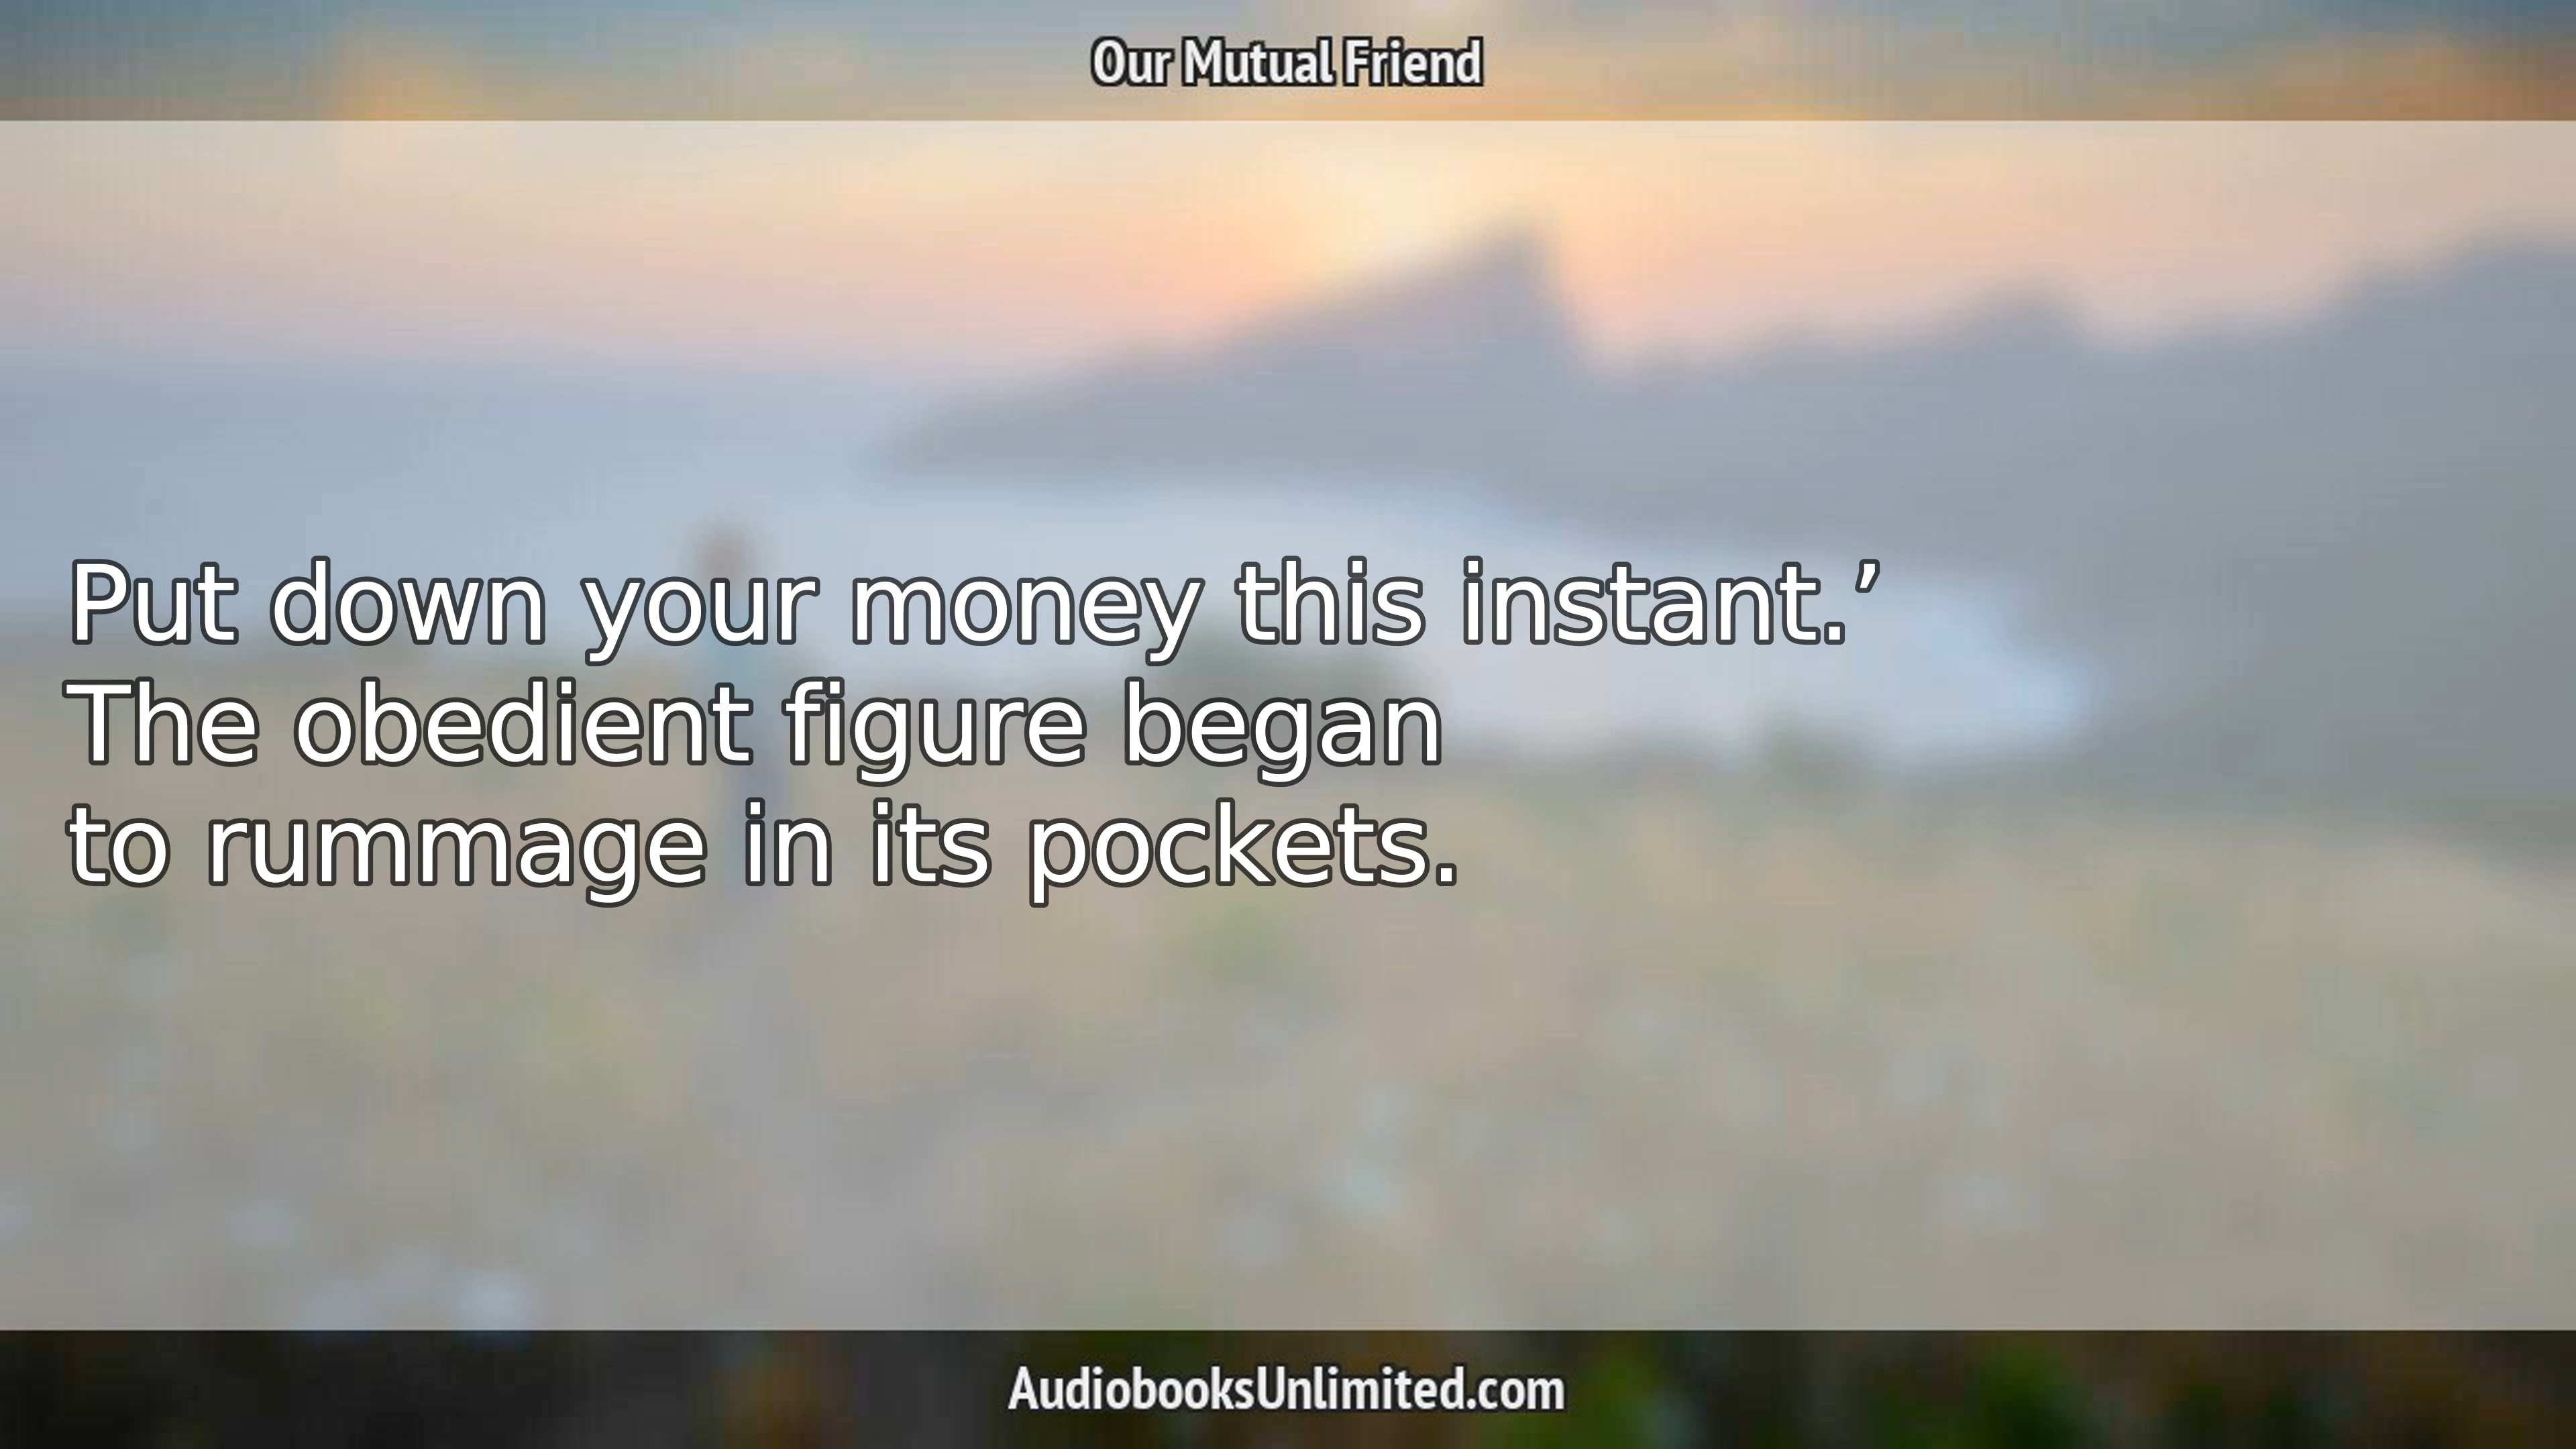 Our Mutual Friend
Put down your money this instant.’
The obedient figure began
to rummage in its pockets.
AudiobooksUnlimited.com